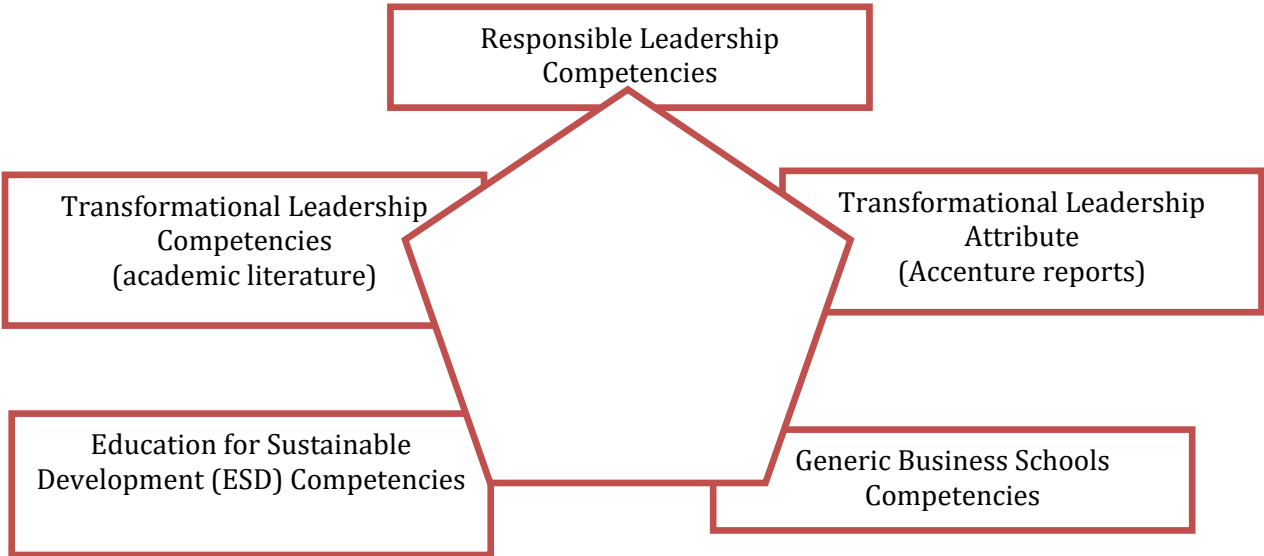 Responsible Leadership
Competencies
Transformational Leadership
Competencies
(academic literature)
Transformational Leadership
Attribute
(Accenture reports)
Education for Sustainable
Development (ESD) Competencies
Generic Business Schools
Competencies